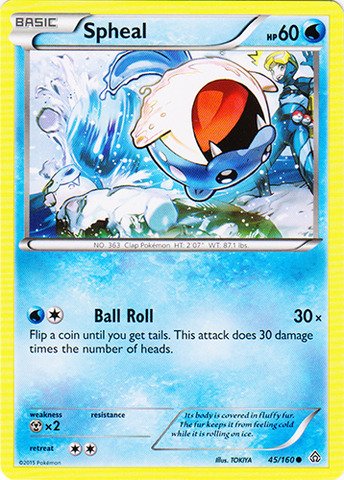 BASIC
Spheal
HP 60
NO. 363 Clap Pokémon HT: 2'07" WT: 87.1 lbs.
Ball Roll 30×
Flip a coin until you get tails. This attack does 30 damage
times the number of heads.
weakness
×2
resistance
retreat
Its body is covered in fluffy fur.
The fur keeps it from feeling cold
while it is rolling on ice.
©2015 Pokémon
Illus. TOKIYA
45/160